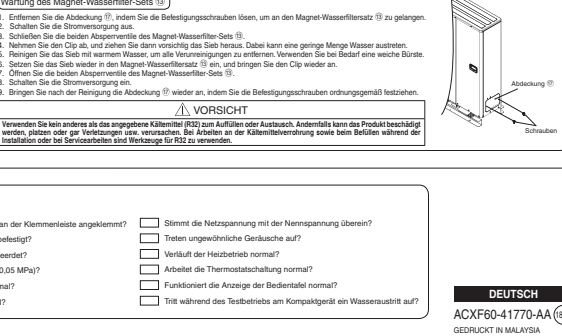 Wartung des Magnet-Wasserfilter-Sets ⑬
1. Entfernen Sie die Abdeckung ⑰, indem Sie die Befestigungsschrauben lösen, um an den Magnet-Wasserfiltersatz ⑬ zu gelangen.
2. Schalten Sie die Stromversorgung aus.
3. Schließen Sie die beiden Absperrventile des Magnet-Wasserfilter-Sets ⑬.
4. Nehmen Sie den Clip ab, und ziehen Sie dann vorsichtig das Sieb heraus. Dabei kann eine geringe Menge Wasser austreten.
5. Reinigen Sie das Sieb mit warmem Wasser, um alle Verunreinigungen zu entfernen. Verwenden Sie bei Bedarf eine weiche Bürste.
6. Setzen Sie das Sieb wieder in den Magnet-Wasserfiltersatz ⑬ ein, und bringen Sie den Clip wieder an.
7. Öffnen Sie die beiden Absperrventile des Magnet-Wasserfilter-Sets ⑬.
8. Schalten Sie die Stromversorgung ein.
9. Bringen Sie nach der Reinigung die Abdeckung ⑰ wieder an, indem Sie die Befestigungsschrauben ordnungsgemäß festziehen.
Abdeckung ⑰
Schrauben
VORSICHT
Verwenden Sie kein anderes als das angegebene Kältemittel (R32) zum Auffüllen oder Austausch. Andernfalls kann das Produkt beschädigt
werden, platzen oder gar Verletzungen usw. verursachen. Bei Arbeiten an der Kältemittelverrohrung sowie beim Befüllen während der
Installation oder bei Servicearbeiten sind Werkzeuge für R32 zu verwenden.
an der Klemmenleiste angeklemmt?
befestigt?
eerdet?
0,05 MPa)?
mal?
l?
Stimmt die Netzspannung mit der Nennspannung überein?
Treten ungewöhnliche Geräusche auf?
Verläuft der Heizbetrieb normal?
Arbeitet die Thermostatschaltung normal?
Funktioniert die Anzeige der Bedientafel normal?
Tritt während des Testbetriebs am Kompaktgerät ein Wasseraustritt auf?
DEUTSCH
ACXF60-41770-AA
GEDRUCKT IN MALAYSIA